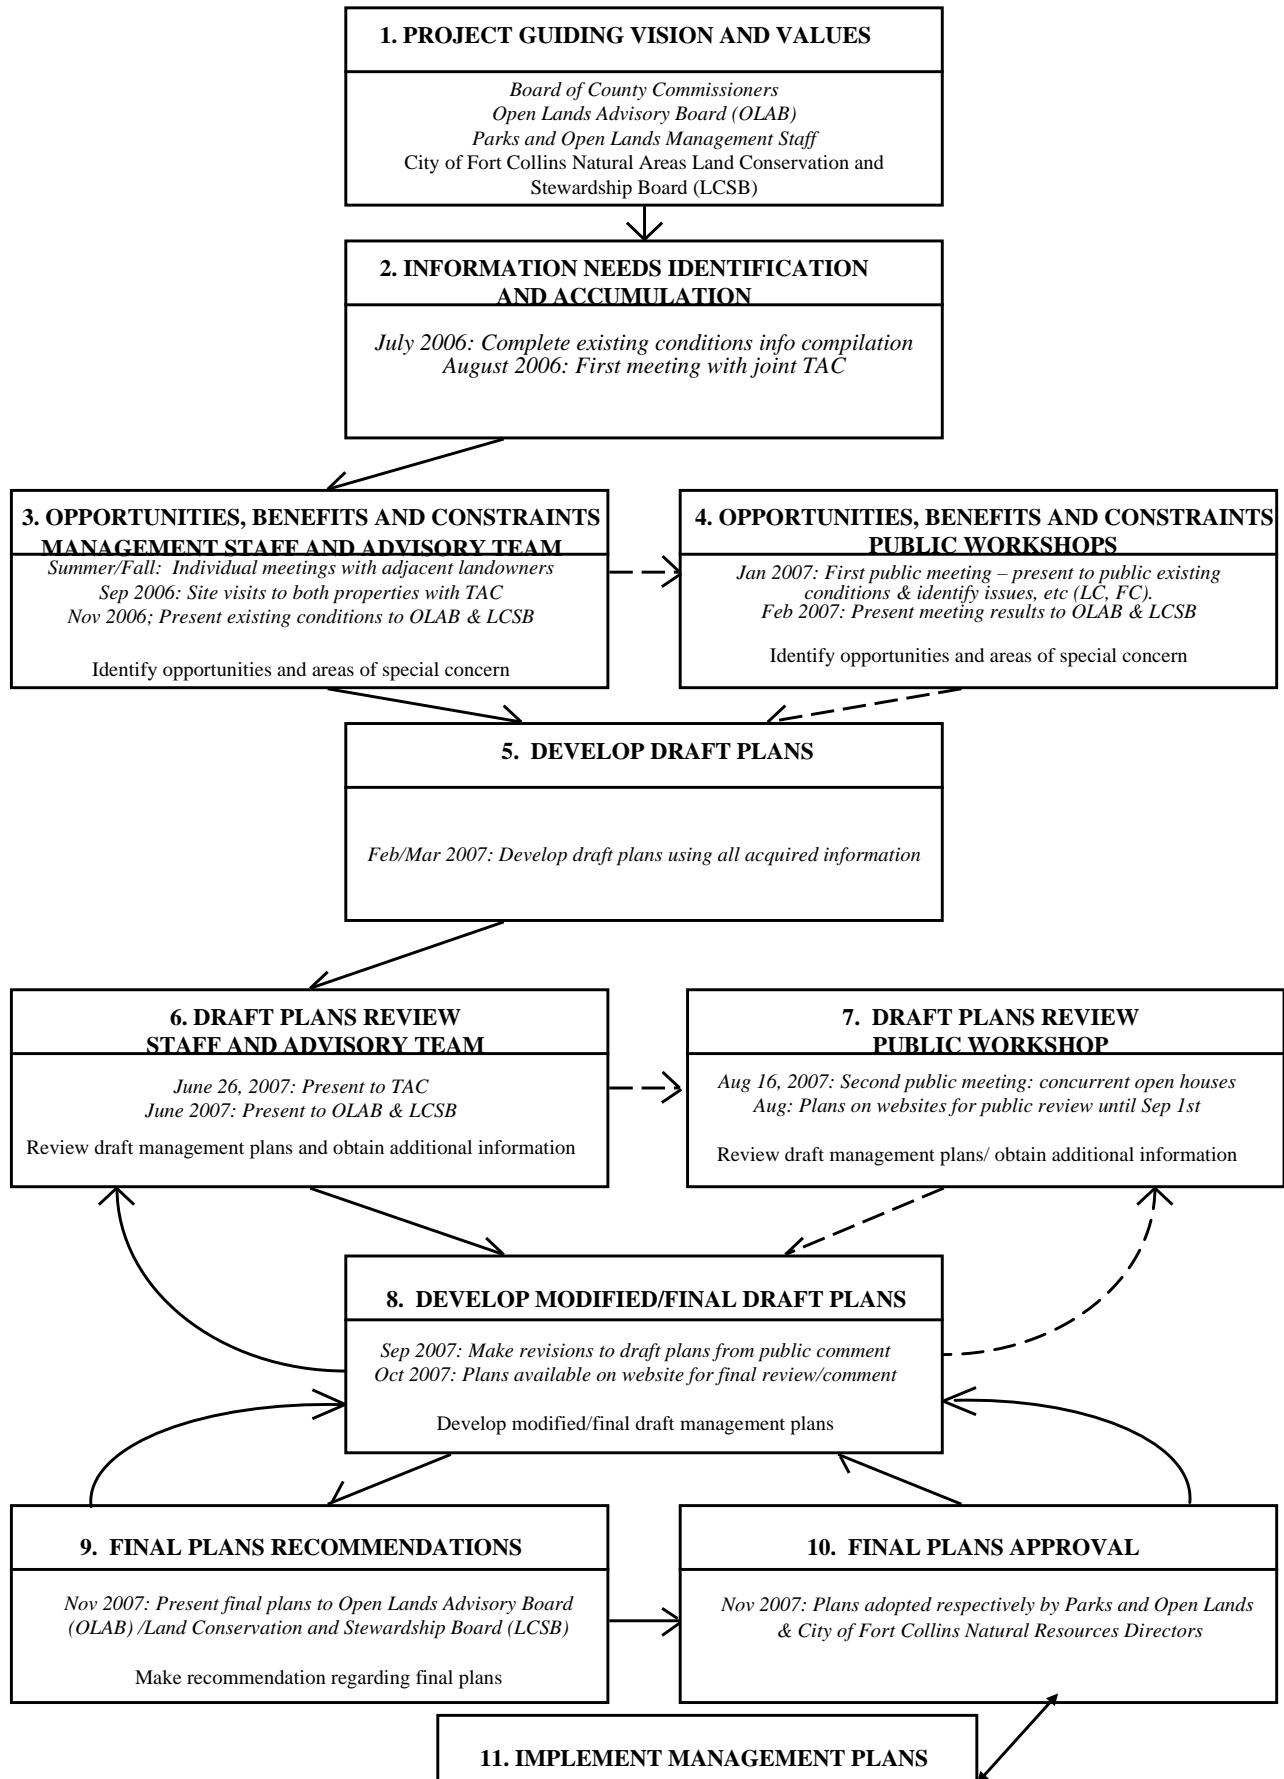 1. PROJECT GUIDING VISION AND VALUES
Board of County Commissioners
Open Lands Advisory Board (OLAB)
Parks and Open Lands Management Staff
City of Fort Collins Natural Areas Land Conservation and
Stewardship Board (LCSB)
2. INFORMATION NEEDS IDENTIFICATION
AND ACCUMULATION
July 2006: Complete existing conditions info compilation
August 2006: First meeting with joint TAC
3. OPPORTUNITIES, BENEFITS AND CONSTRAINTS
MANAGEMENT STAFF AND ADVISORY TEAM
Summer/Fall: Individual meetings with adjacent landowners
Sep 2006: Site visits to both properties with TAC
Nov 2006; Present existing conditions to OLAB & LCSB
Identify opportunities and areas of special concern
4. OPPORTUNITIES, BENEFITS AND CONSTRAINTS
PUBLIC WORKSHOPS
Jan 2007: First public meeting – present to public existing
conditions & identify issues, etc (LC, FC).
Feb 2007: Present meeting results to OLAB & LCSB
Identify opportunities and areas of special concern
5. DEVELOP DRAFT PLANS
Feb/Mar 2007: Develop draft plans using all acquired information
6. DRAFT PLANS REVIEW
STAFF AND ADVISORY TEAM
June 26, 2007: Present to TAC
June 2007: Present to OLAB & LCSB
Review draft management plans and obtain additional information
7. DRAFT PLANS REVIEW
PUBLIC WORKSHOP
Aug 16, 2007: Second public meeting: concurrent open houses
Aug: Plans on websites for public review until Sep 1st
Review draft management plans/ obtain additional information
8. DEVELOP MODIFIED/FINAL DRAFT PLANS
Sep 2007: Make revisions to draft plans from public comment
Oct 2007: Plans available on website for final review/comment
Develop modified/final draft management plans
9. FINAL PLANS RECOMMENDATIONS
Nov 2007: Present final plans to Open Lands Advisory Board
(OLAB) /Land Conservation and Stewardship Board (LCSB)
Make recommendation regarding final plans
10. FINAL PLANS APPROVAL
Nov 2007: Plans adopted respectively by Parks and Open Lands
& City of Fort Collins Natural Resources Directors
11. IMPLEMENT MANAGEMENT PLANS